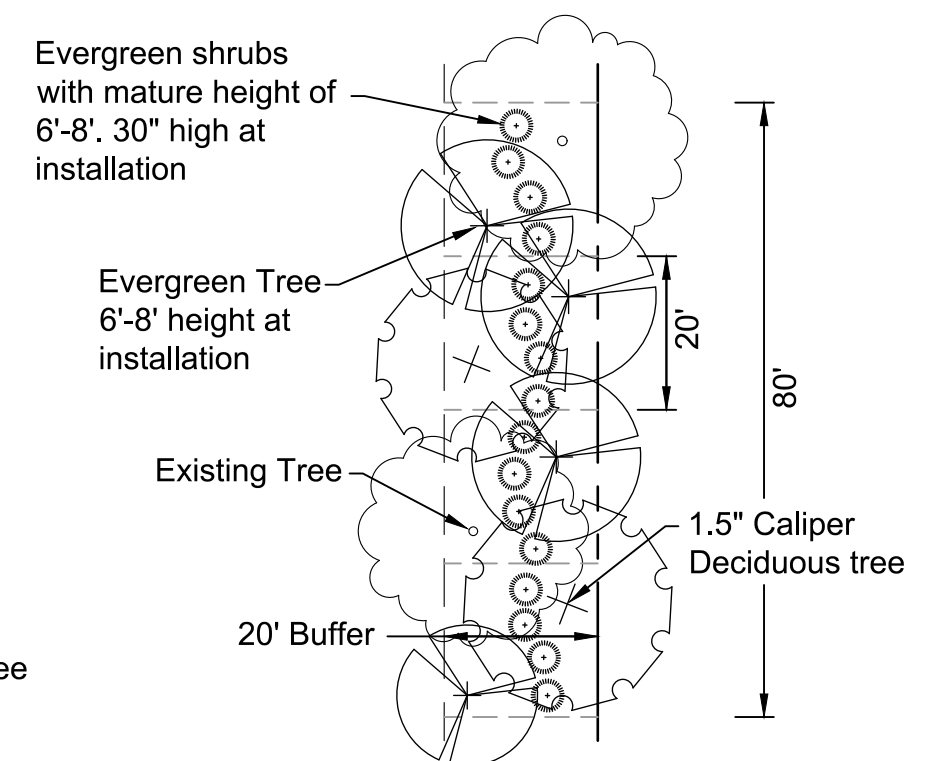 Evergreen shrubs
with mature height of
6'-8'. 30" high at
installation
Evergreen Tree
6'-8' height at
installation
20'
80'
Existing Tree
1.5" Caliper
Deciduous tree
20' Buffer
ee